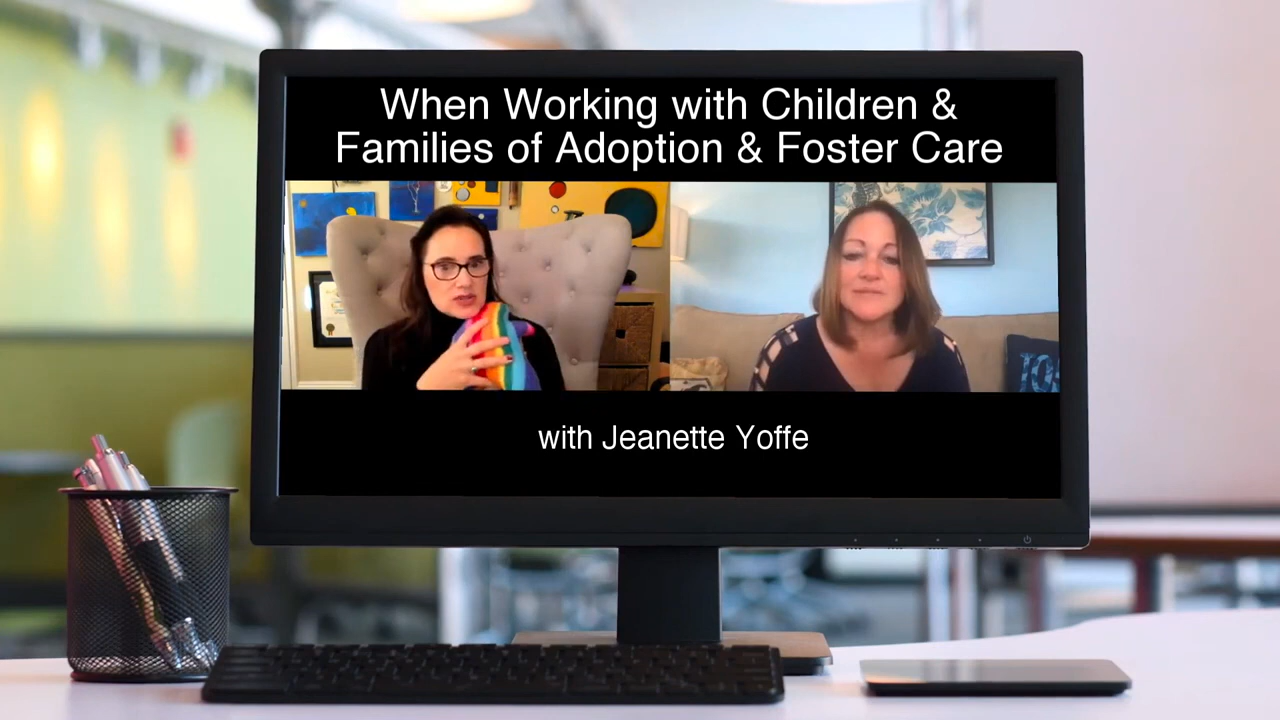 When Working with Children &
Families of Adoption & Foster Care
with Jeanette Yoffe